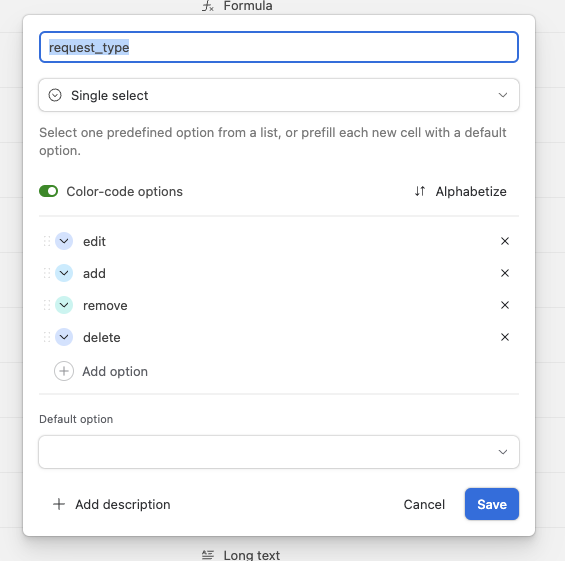 Formula
request_type
Single select
Select one predefined option from a list, or prefill each new cell with a default
option.
Color-code options
Alphabetize
edit
add
remove
delete
Add option
Default option
Add description
Cancel
Save
Long text